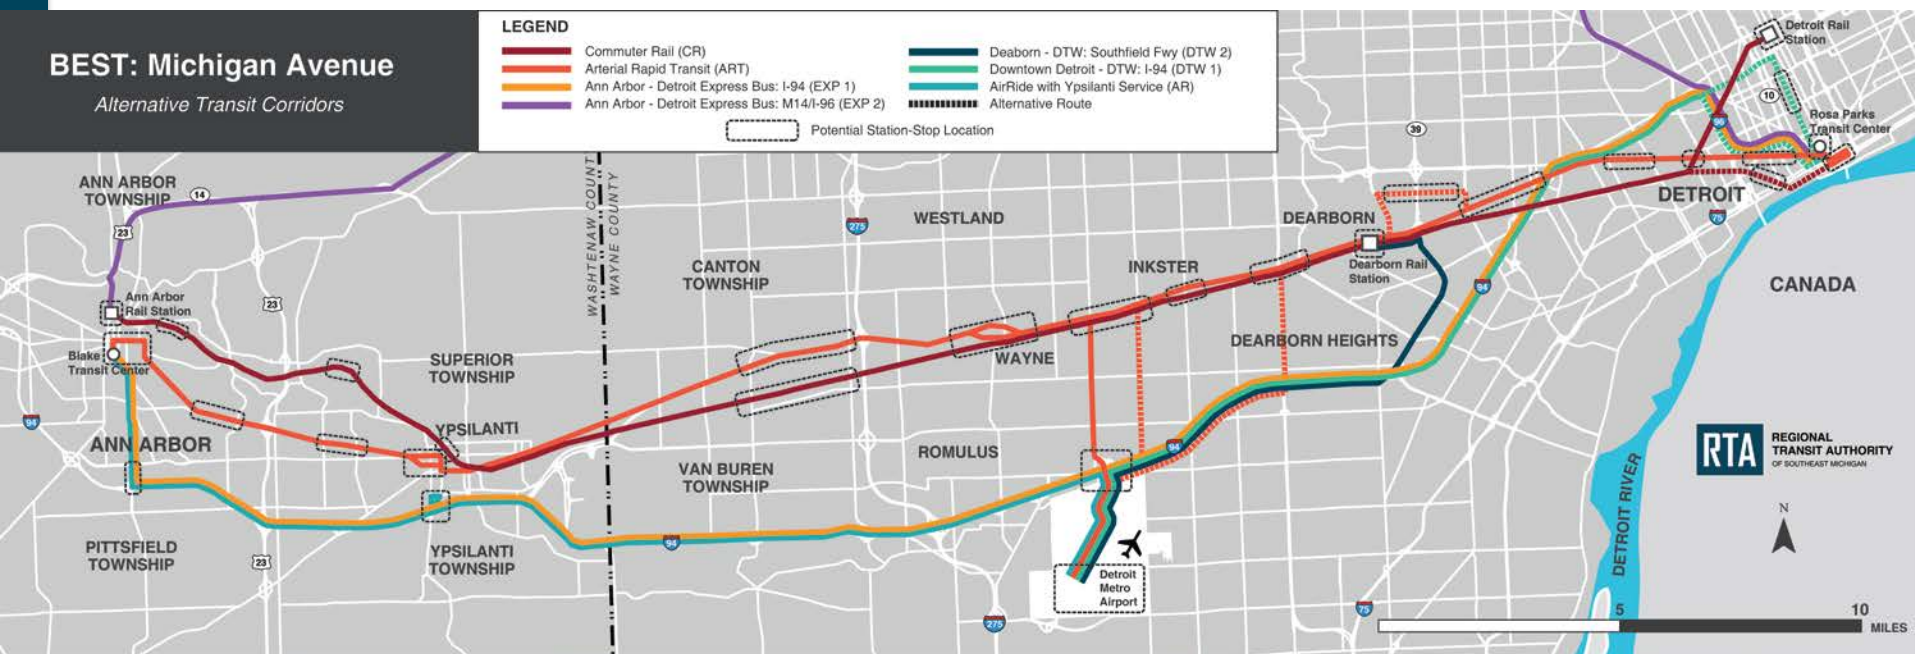 BEST: Michigan Avenue
Alternative Transit Corridors
LEGEND
Commuter Rail (CR)
Arterial Rapid Transit (ART)
Ann Arbor - Detroit Express Bus: I-94 (EXP 1)
Ann Arbor - Detroit Express Bus: M14/I-96 (EXP 2)
Deaborn - DTW: Southfield Fwy (DTW 2)
Downtown Detroit - DTW: I-94 (DTW 1)
AirRide with Ypsilanti Service (AR)
Alternative Route
Potential Station-Stop Location
Detroit Rail
Station
10
Rosa Parks
Transit Center
96
39
DETROIT
75
ANN ARBOR
TOWNSHIP
14
23
WASHTENAW COUNTY
WAYNE COUNTY
WESTLAND
275
DEARBORN
CANTON
TOWNSHIP
INKSTER
Dearborn Rail
Station
94
CANADA
Ann Arbor
Rail Station
23
Blake
Transit Center
SUPERIOR
TOWNSHIP
WAYNE
DEARBORN HEIGHTS
94
ANN ARBOR
YPSILANTI
ROMULUS
94
VAN BUREN
TOWNSHIP
RTA
REGIONAL
TRANSIT AUTHORITY
OF SOUTHEAST MICHIGAN
DETROIT RIVER
N
PITTSFIELD
TOWNSHIP
23
YPSILANTI
TOWNSHIP
94
Detroit
Metro
Airport
275
75
5
10
MILES